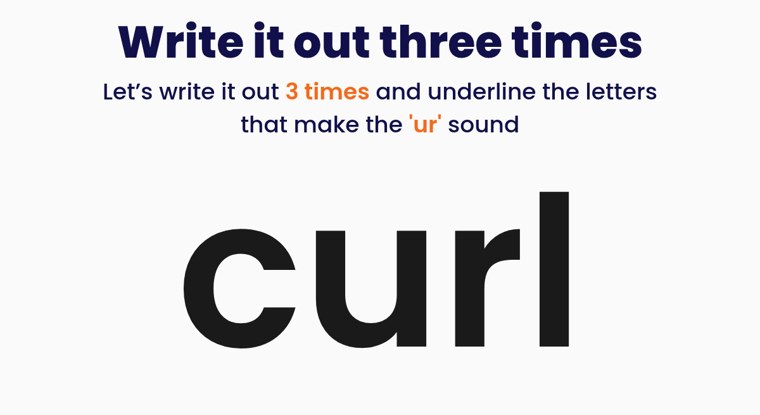 Write it out three times
Let’s write it out 3 times and underline the letters
that make the 'ur' sound
curl